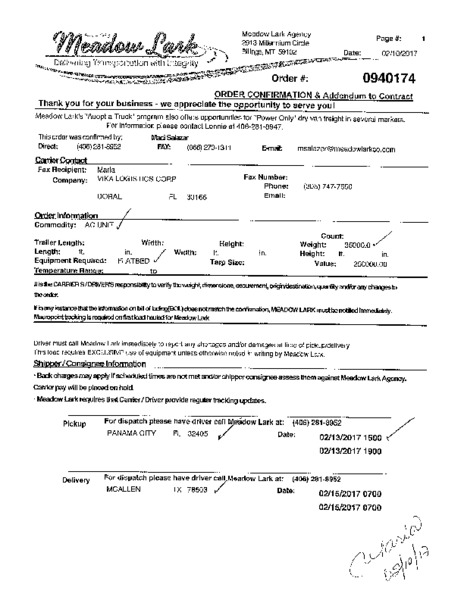 Meadow Lark
Delivering Transportation with Integrity
Meadow Lark Agency
2913 Millennium Circle
Billings, MT 59102
Page #: 1
Date: 02/10/2017
Order #: 0940174
ORDER CONFIRMATION & Addendum to Contract
Thank you for your business - we appreciate the opportunity to serve you!
Meadow Lark's "Adopt a Truck" program also offers opportunities for "Power Only" dry van freight in several markets.
For information please contact Lonnie at 406-281-8947.
This order was confirmed by: Maci Salazar
Direct: (406) 281-8952 FAX: (866) 270-1311 E-mail: msalazar@meadowlarkco.com
Carrier Contact
Fax Recipient: Maria
Company: VIKA LOGISTICS CORP
Fax Number:
Phone: (305) 747-7650
Email:
DORAL FL 33166
Order Information
Commodity: AC UNIT
Count:
Trailer Length: Width: Height: Weight: 35000.0
Length: ft. in. Width: ft. in. Height: ft. in.
Equipment Required: FLATBED Tarp Size: Value: 250000.00
Temperature Range: to
It is the CARRIER'S / DRIVER'S responsibility to verify the weight, dimensions, securement, origin/destination, quantity and/or any changes to
the order.
If in any instance that the information on bill of lading(BOL) does not match the confirmation, MEADOW LARK must be notified immediately.
Macropoint tracking is required on first load hauled for Meadow Lark
Driver must call Meadow Lark immediately to report any shortages and/or damages at time of pickup/delivery
This load requires EXCLUSIVE use of equipment unless otherwise noted in writing by Meadow Lark.
Shipper / Consignee Information
· Back charges may apply if scheduled times are not met and/or shipper-consignee assess them against Meadow Lark Agency.
Carrier pay will be placed on hold.
· Meadow Lark requires that Carrier / Driver provide regular tracking updates.
Pickup For dispatch please have driver call Meadow Lark at: (406) 281-8952
PANAMA CITY FL 32405 Date: 02/13/2017 1500
02/13/2017 1900
Delivery For dispatch please have driver call Meadow Lark at: (406) 281-8952
MCALLEN TX 78503 Date: 02/15/2017 0700
02/15/2017 0700
02/10/17